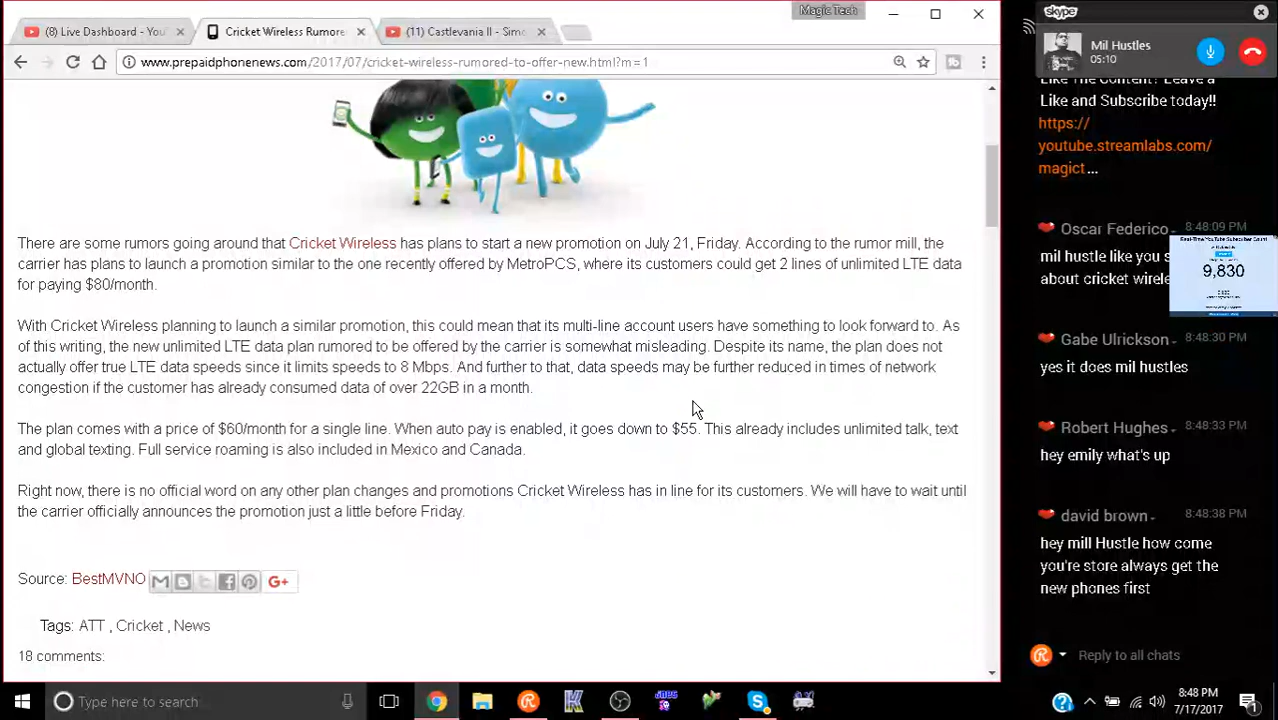 Magic Tech
(8) Live Dashboard - You
Cricket Wireless Rumore
(11) Castlevania II - Simo
www.prepaidphonenews.com/2017/07/cricket-wireless-rumored-to-offer-new.html?m=1
There are some rumors going around that Cricket Wireless has plans to start a new promotion on July 21, Friday. According to the rumor mill, the
carrier has plans to launch a promotion similar to the one recently offered by MetroPCS, where its customers could get 2 lines of unlimited LTE data
for paying $80/month.
With Cricket Wireless planning to launch a similar promotion, this could mean that its multi-line account users have something to look forward to. As
of this writing, the new unlimited LTE data plan rumored to be offered by the carrier is somewhat misleading. Despite its name, the plan does not
actually offer true LTE data speeds since it limits speeds to 8 Mbps. And further to that, data speeds may be further reduced in times of network
congestion if the customer has already consumed data of over 22GB in a month.
The plan comes with a price of $60/month for a single line. When auto pay is enabled, it goes down to $55. This already includes unlimited talk, text
and global texting. Full service roaming is also included in Mexico and Canada.
Right now, there is no official word on any other plan changes and promotions Cricket Wireless has in line for its customers. We will have to wait until
the carrier officially announces the promotion just a little before Friday.
Source: BestMVNO
G+
Tags: ATT , Cricket , News
18 comments:
skype
Mil Hustles
05:10
Like The Content? Leave a
Like and Subscribe today!!
https://
youtube.streamlabs.com/
magict...
Oscar Federico 8:48:09 PM
mil hustle like you s
about cricket wirele
Real-Time YouTube Subscriber Count
9,830
Gabe Ulrickson 8:48:30 PM
yes it does mil hustles
Robert Hughes 8:48:33 PM
hey emily what's up
david brown 8:48:38 PM
hey mill Hustle how come
you're store always get the
new phones first
Reply to all chats
Type here to search
8:48 PM
7/17/2017